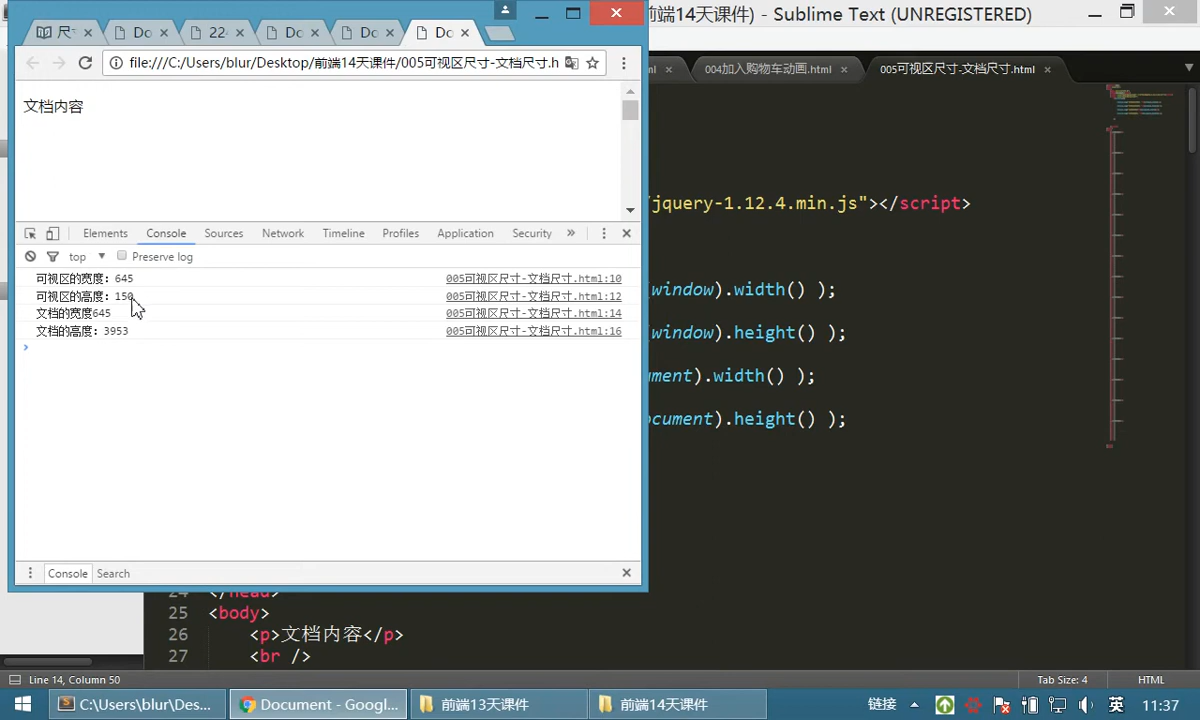 前端14天课件) - Sublime Text (UNREGISTERED)
尺寸 Do Do 224 Do Do Do
file:///C:/Users/blur/Desktop/前端14天课件/005可视区尺寸-文档尺寸.h
004加入购物车动画.html
005可视区尺寸-文档尺寸.html
文档内容
jquery-1.12.4.min.js"></script>
Elements Console Sources Network Timeline Profiles Application Security »
top Preserve log
可视区的宽度：645 005可视区尺寸-文档尺寸.html:10
可视区的高度：150 005可视区尺寸-文档尺寸.html:12
文档的宽度645 005可视区尺寸-文档尺寸.html:14
文档的高度：3953 005可视区尺寸-文档尺寸.html:16
(window).width() );
(window).height() );
ument).width() );
ocument).height() );
Console Search
24 </head>
25 <body>
26 <p>文档内容</p>
27 <br />
Line 14, Column 50
Tab Size: 4
HTML
C:\Users\blur\Des...
Document - Googl...
前端13天课件
前端14天课件
链接
英
11:37